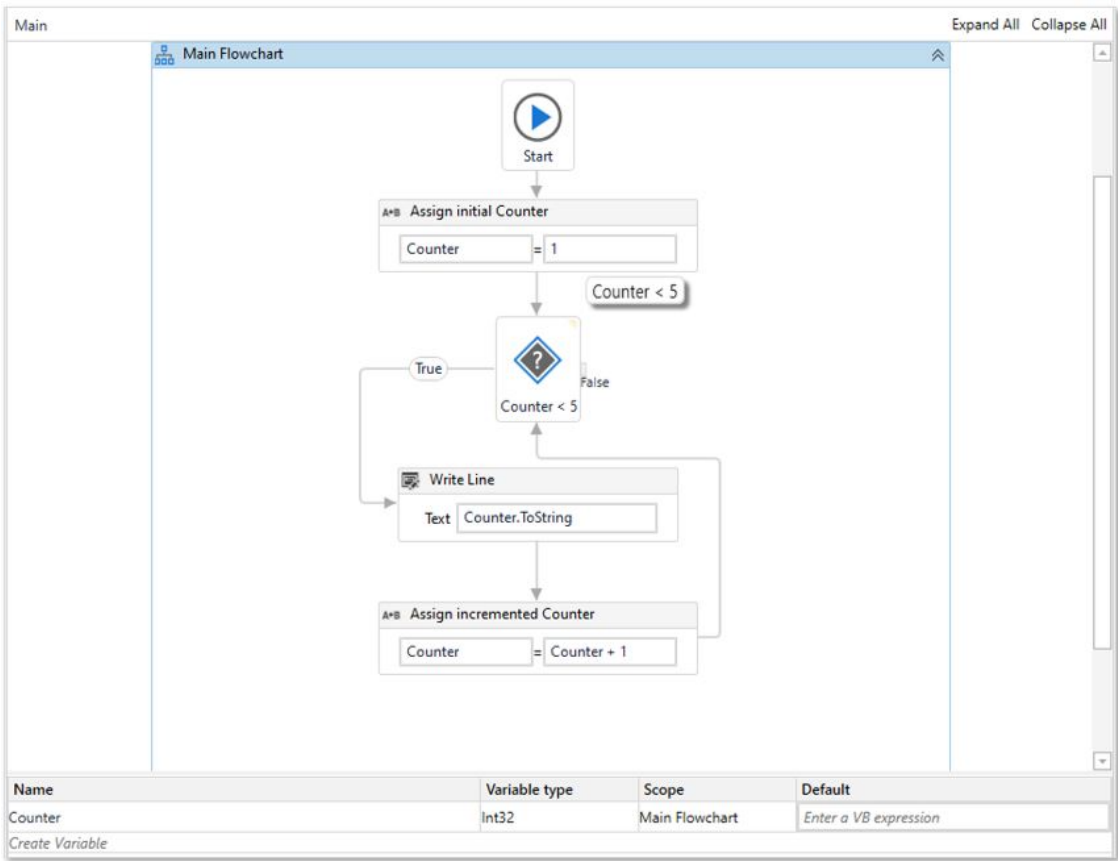 Main Expand All Collapse All
Main Flowchart
Start
A+B Assign initial Counter
Counter = 1
Counter < 5
?
True
False
Counter < 5
Write Line
Text Counter.ToString
A+B Assign incremented Counter
Counter = Counter + 1
Name Variable type Scope Default
Counter Int32 Main Flowchart Enter a VB expression
Create Variable